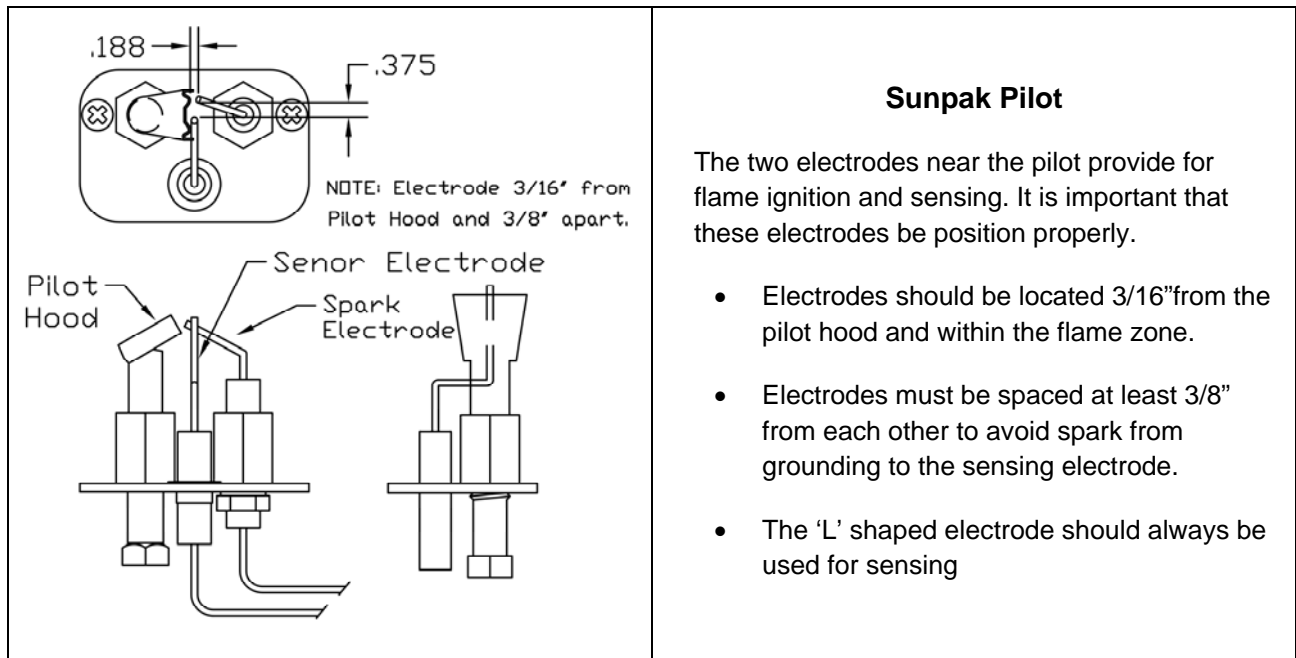 .188
.375
NOTE: Electrode 3/16" from
Pilot Hood and 3/8" apart.
Senor Electrode
Pilot
Hood
Spark
Electrode
Sunpak Pilot
The two electrodes near the pilot provide for
flame ignition and sensing. It is important that
these electrodes be position properly.
• Electrodes should be located 3/16”from the
pilot hood and within the flame zone.
• Electrodes must be spaced at least 3/8”
from each other to avoid spark from
grounding to the sensing electrode.
• The ‘L’ shaped electrode should always be
used for sensing